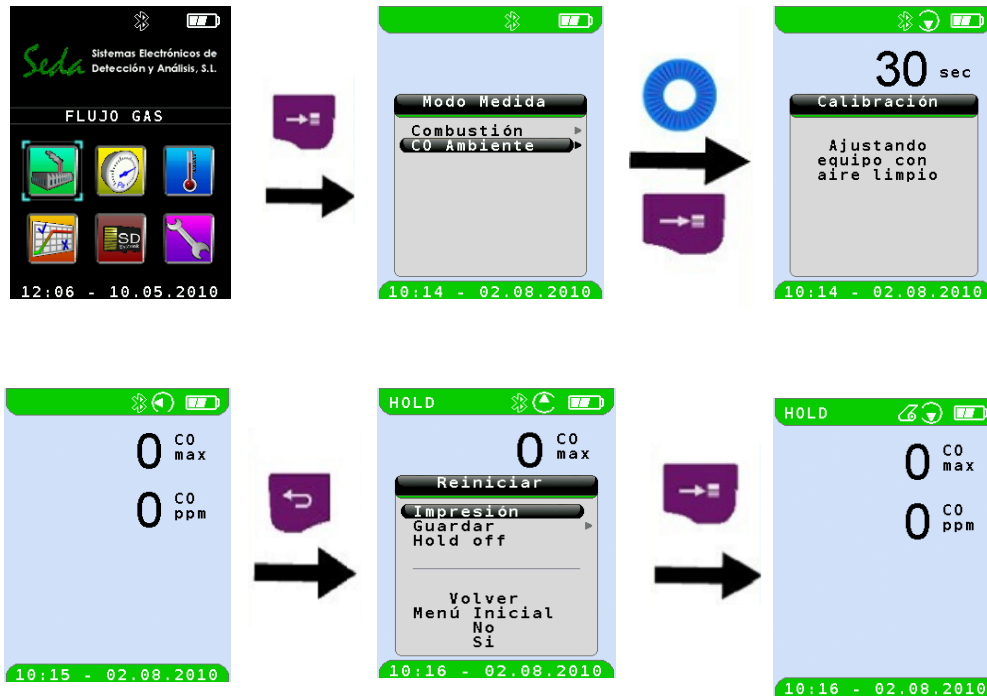 Seda
Sistemas Electrónicos de
Detección y Análisis, S.L.
FLUJO GAS
Pa
SD
12:06 - 10.05.2010
Modo Medida
Combustión
CO Ambiente
10:14 - 02.08.2010
30 sec
Calibración
Ajustando
equipo con
aire limpio
10:14 - 02.08.2010
0 CO max
0 CO ppm
10:15 - 02.08.2010
HOLD
0 CO max
Reiniciar
Impresión
Guardar
Hold off
Volver
Menú Inicial
No
Si
10:16 - 02.08.2010
HOLD
0 CO max
0 CO ppm
10:16 - 02.08.2010